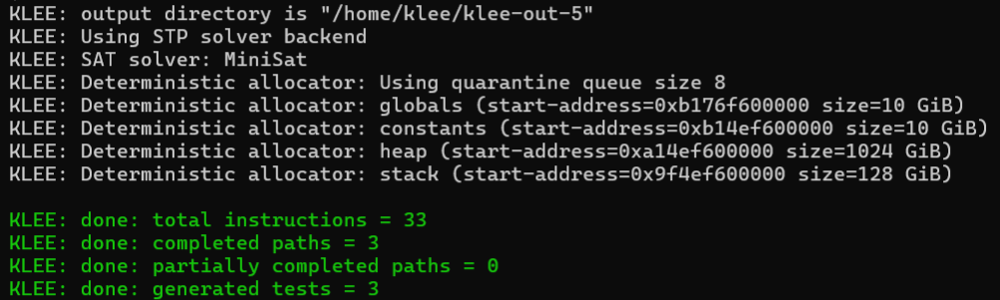 KLEE: output directory is "/home/klee/klee-out-5"
KLEE: Using STP solver backend
KLEE: SAT solver: MiniSat
KLEE: Deterministic allocator: Using quarantine queue size 8
KLEE: Deterministic allocator: globals (start-address=0xb176f600000 size=10 GiB)
KLEE: Deterministic allocator: constants (start-address=0xb14ef600000 size=10 GiB)
KLEE: Deterministic allocator: heap (start-address=0xa14ef600000 size=1024 GiB)
KLEE: Deterministic allocator: stack (start-address=0x9f4ef600000 size=128 GiB)
KLEE: done: total instructions = 33
KLEE: done: completed paths = 3
KLEE: done: partially completed paths = 0
KLEE: done: generated tests = 3